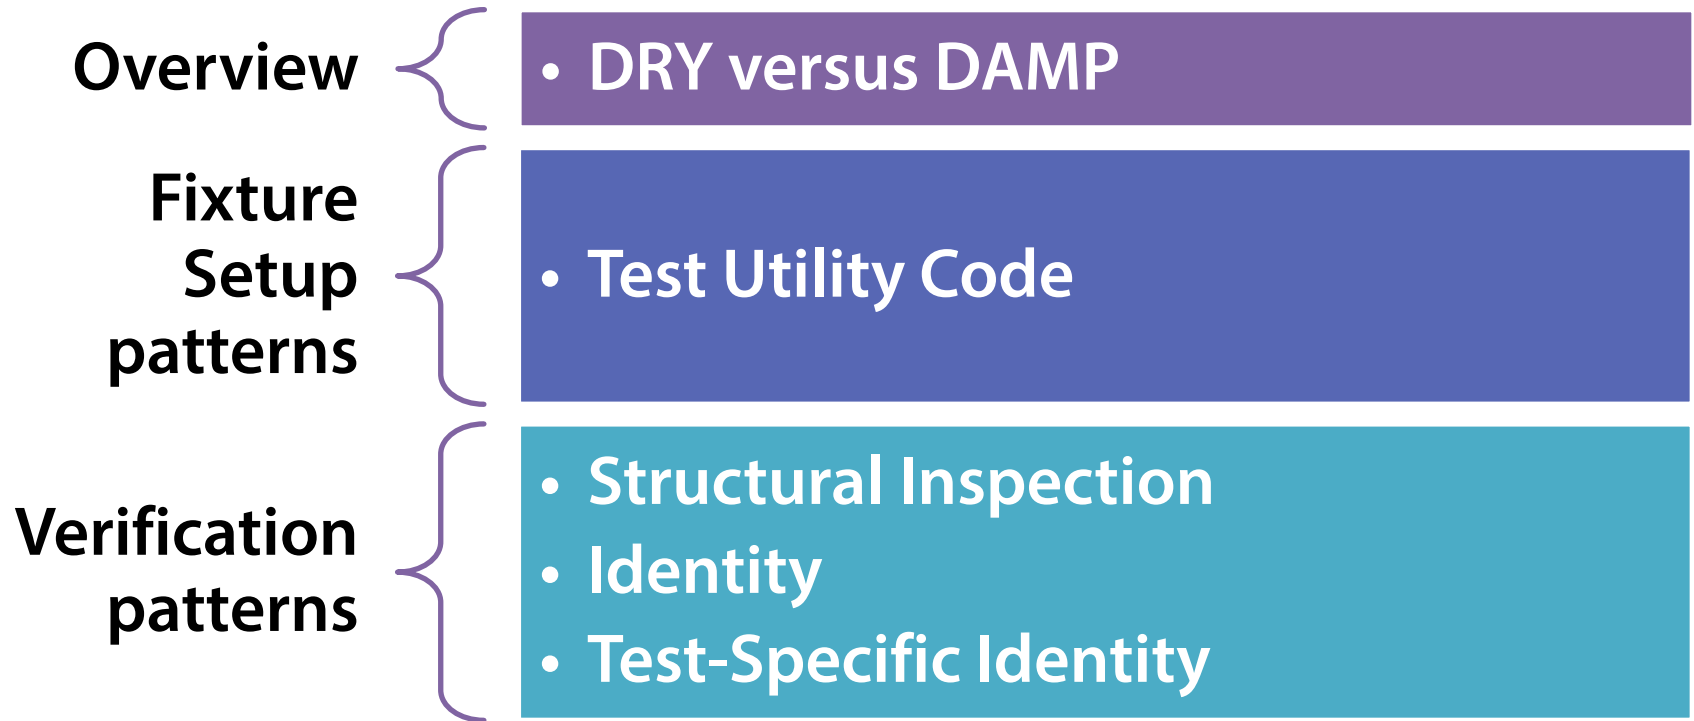 Overview
• DRY versus DAMP
Fixture
Setup
patterns
• Test Utility Code
Verification
patterns
• Structural Inspection
• Identity
• Test-Specific Identity